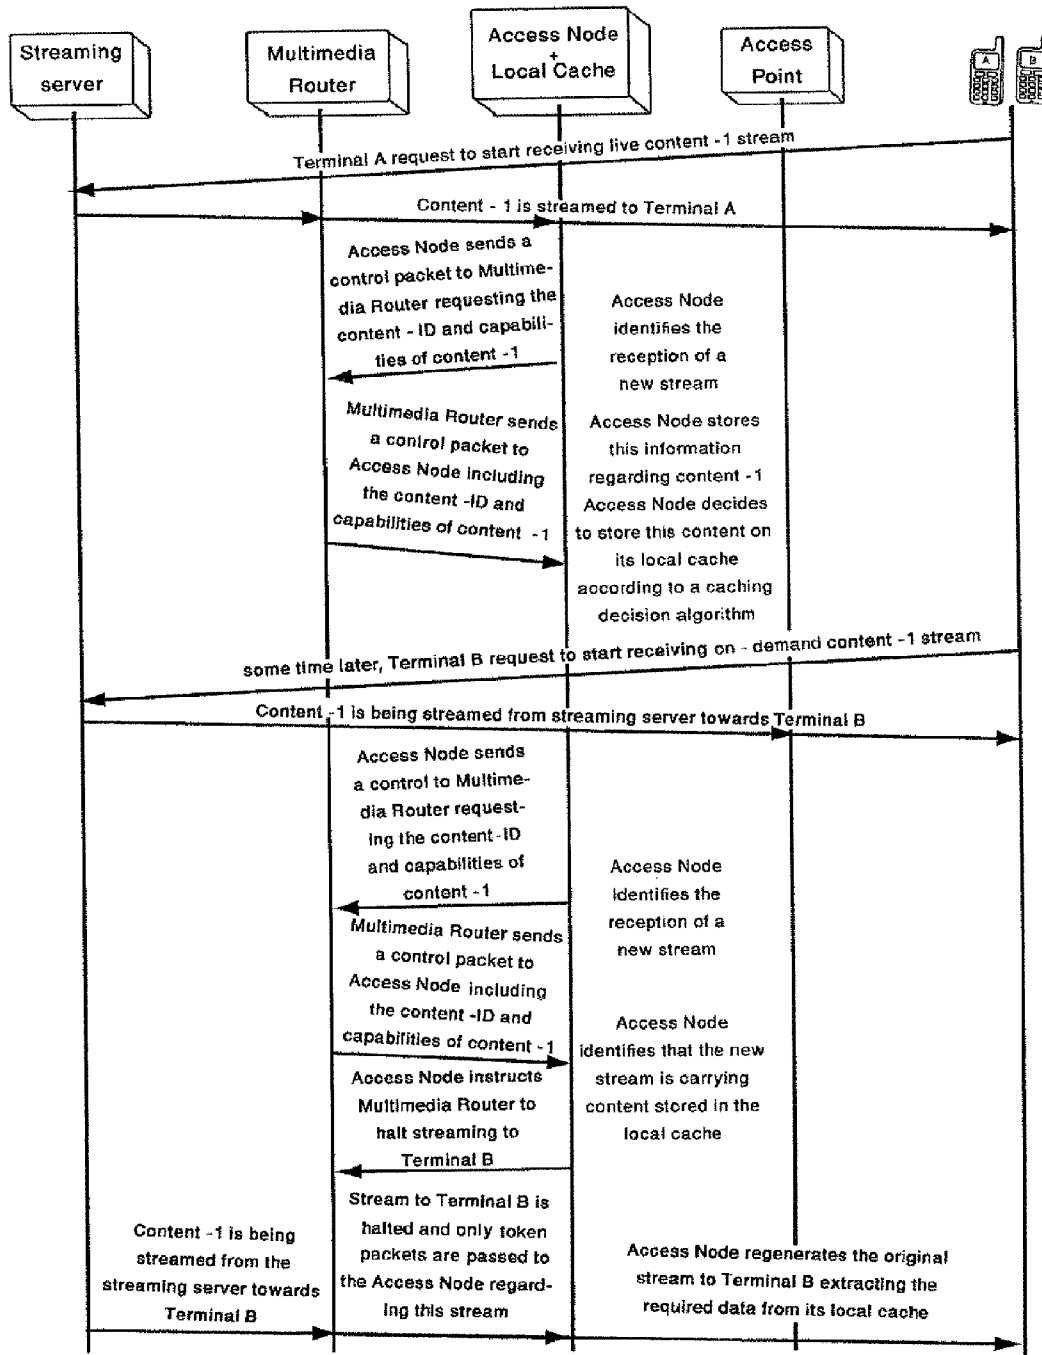 Streaming
server
Multimedia
Router
Access Node
+
Local Cache
Access
Point
A
B
Terminal A request to start receiving live content -1 stream
Content - 1 is streamed to Terminal A
Access Node sends a
control packet to Multime-
dia Router requesting the
content - ID and capabili-
ties of content -1
Access Node
identifies the
reception of a
new stream
Multimedia Router sends
a control packet to
Access Node including
the content -ID and
capabilities of content -1
Access Node stores
this information
regarding content -1
Access Node decides
to store this content on
its local cache
according to a caching
decision algorithm
some time later, Terminal B request to start receiving on - demand content -1 stream
Content -1 is being streamed from streaming server towards Terminal B
Access Node sends
a control to Multime-
dia Router request-
ing the content -ID
and capabilities of
content -1
Access Node
identifies the
reception of a
new stream
Multimedia Router sends
a control packet to
Access Node including
the content -ID and
capabilities of content -1
Access Node
identifies that the new
stream is carrying
content stored in the
local cache
Access Node instructs
Multimedia Router to
halt streaming to
Terminal B
Content -1 is being
streamed from the
streaming server towards
Terminal B
Stream to Terminal B is
halted and only token
packets are passed to
the Access Node regard-
ing this stream
Access Node regenerates the original
stream to Terminal B extracting the
required data from its local cache